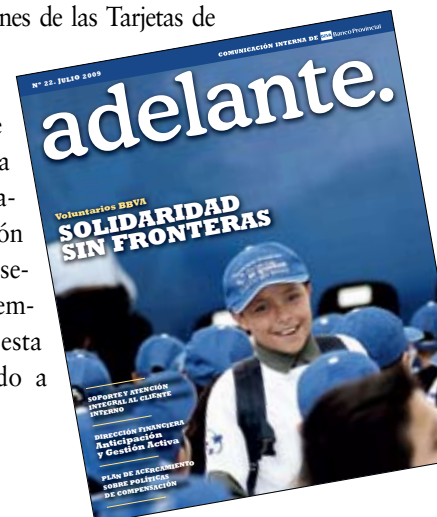 nes de las Tarjetas de
e
a
a-
ón
se-
em-
esta
do a
Nº 22. JULIO 2009
COMUNICACIÓN INTERNA DE BBVA Banco Provincial
adelante.
Voluntarios BBVA
SOLIDARIDAD
SIN FRONTERAS
SOPORTE Y ATENCIÓN
INTEGRAL AL CLIENTE
INTERNO
DIRECCIÓN FINANCIERA
Anticipación
y Gestión Activa
PLAN DE ACERCAMIENTO
SOBRE POLÍTICAS
DE COMPENSACIÓN